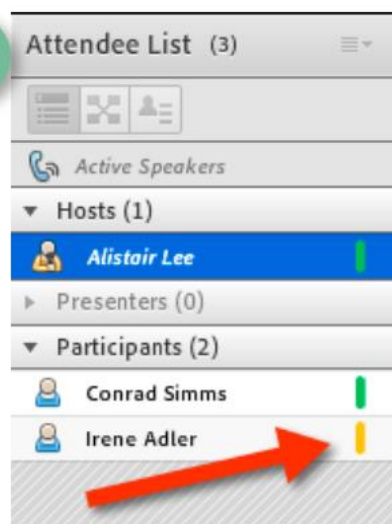 Attendee List (3)
Active Speakers
Hosts (1)
Alistair Lee
Presenters (0)
Participants (2)
Conrad Simms
Irene Adler